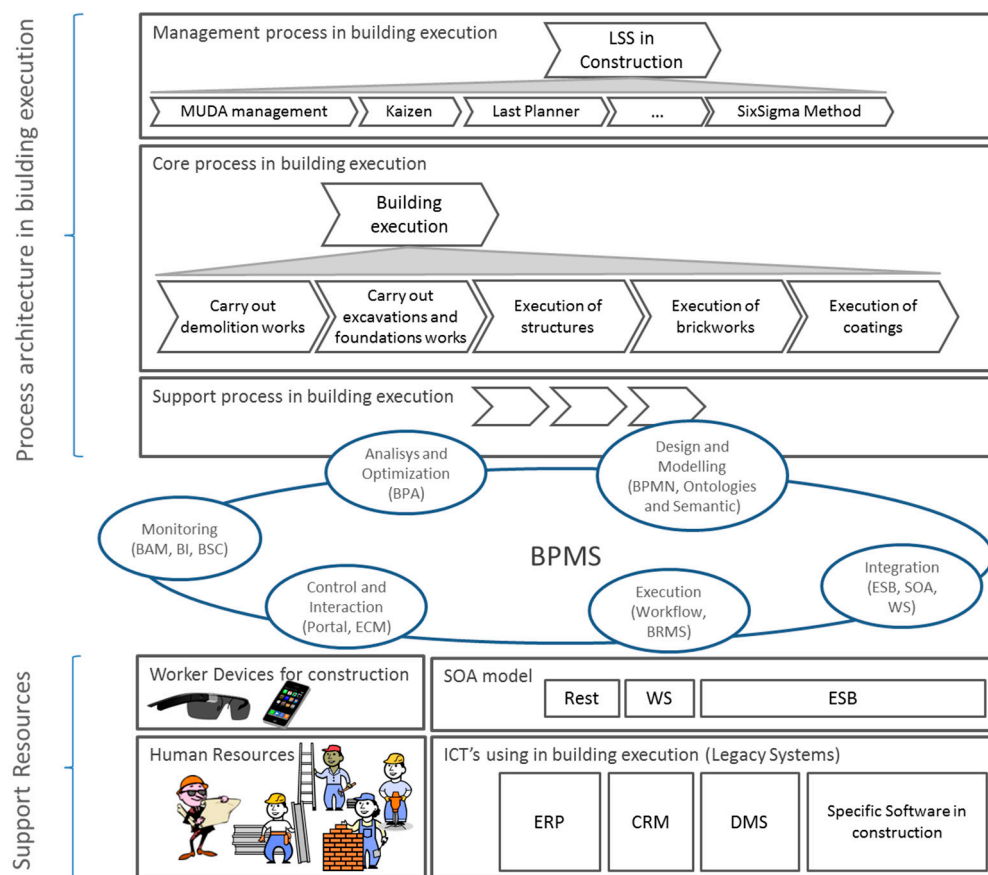 Process architecture in biulding execution
Management process in building execution
LSS in
Construction
MUDA management
Kaizen
Last Planner
...
SixSigma Method
Core process in building execution
Building
execution
Carry out
demolition works
Carry out
excavations and
foundations works
Execution of
structures
Execution of
brickworks
Execution of
coatings
Support process in building execution
Analisys and
Optimization
(BPA)
Design and
Modelling
(BPMN, Ontologies
and Semantic)
Monitoring
(BAM, BI, BSC)
BPMS
Integration
(ESB, SOA,
WS)
Control and
Interaction
(Portal, ECM)
Execution
(Workflow,
BRMS)
Support Resources
Worker Devices for construction
SOA model
Rest
WS
ESB
Human Resources
ICT's using in building execution (Legacy Systems)
ERP
CRM
DMS
Specific Software in
construction